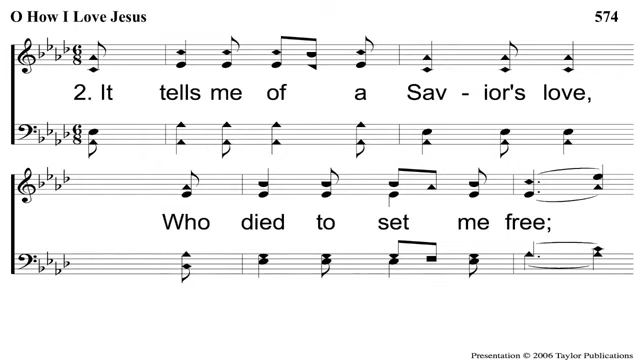 O How I Love Jesus 574
2. It tells me of a Sav - ior's love,
Who died to set me free;
Presentation © 2006 Taylor Publications